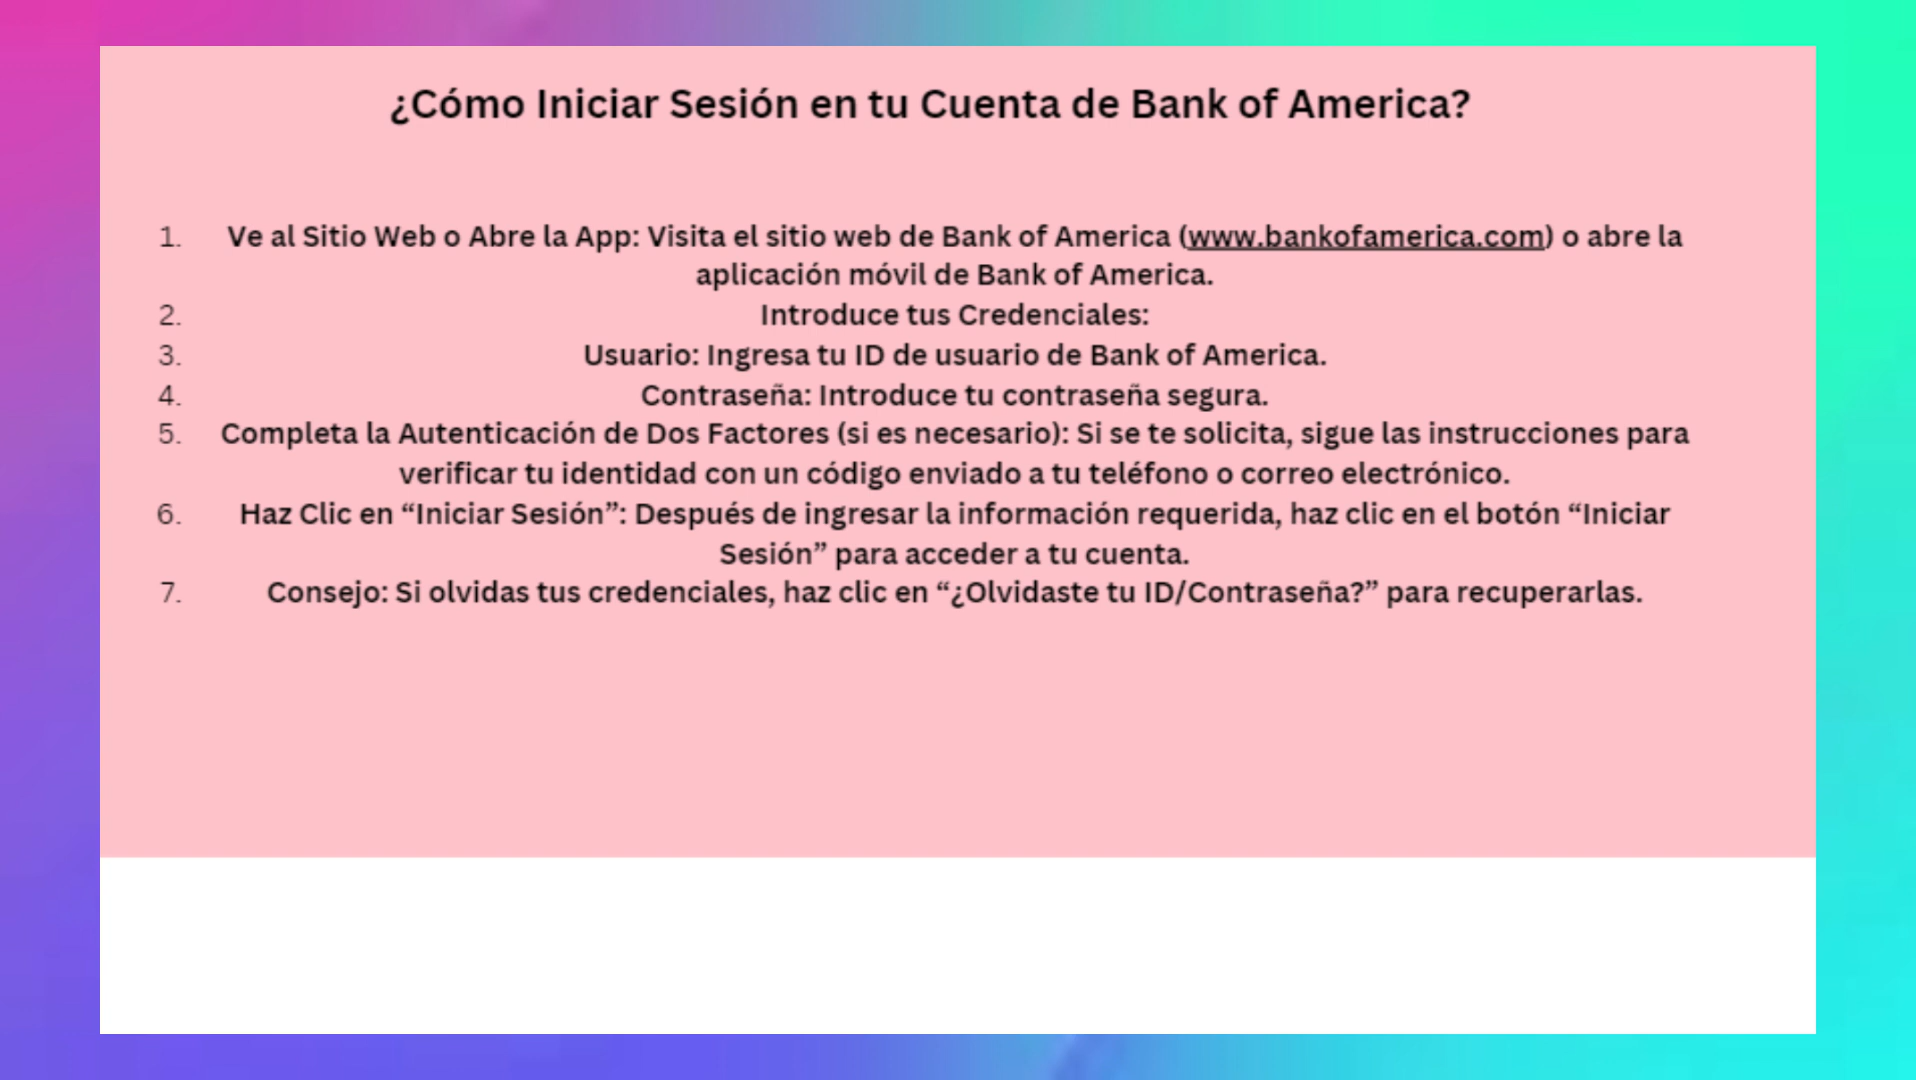 ¿Cómo Iniciar Sesión en tu Cuenta de Bank of America?
1. Ve al Sitio Web o Abre la App: Visita el sitio web de Bank of America (www.bankofamerica.com) o abre la
aplicación móvil de Bank of America.
2. Introduce tus Credenciales:
3. Usuario: Ingresa tu ID de usuario de Bank of America.
4. Contraseña: Introduce tu contraseña segura.
5. Completa la Autenticación de Dos Factores (si es necesario): Si se te solicita, sigue las instrucciones para
verificar tu identidad con un código enviado a tu teléfono o correo electrónico.
6. Haz Clic en “Iniciar Sesión”: Después de ingresar la información requerida, haz clic en el botón “Iniciar
Sesión” para acceder a tu cuenta.
7. Consejo: Si olvidas tus credenciales, haz clic en “¿Olvidaste tu ID/Contraseña?” para recuperarlas.